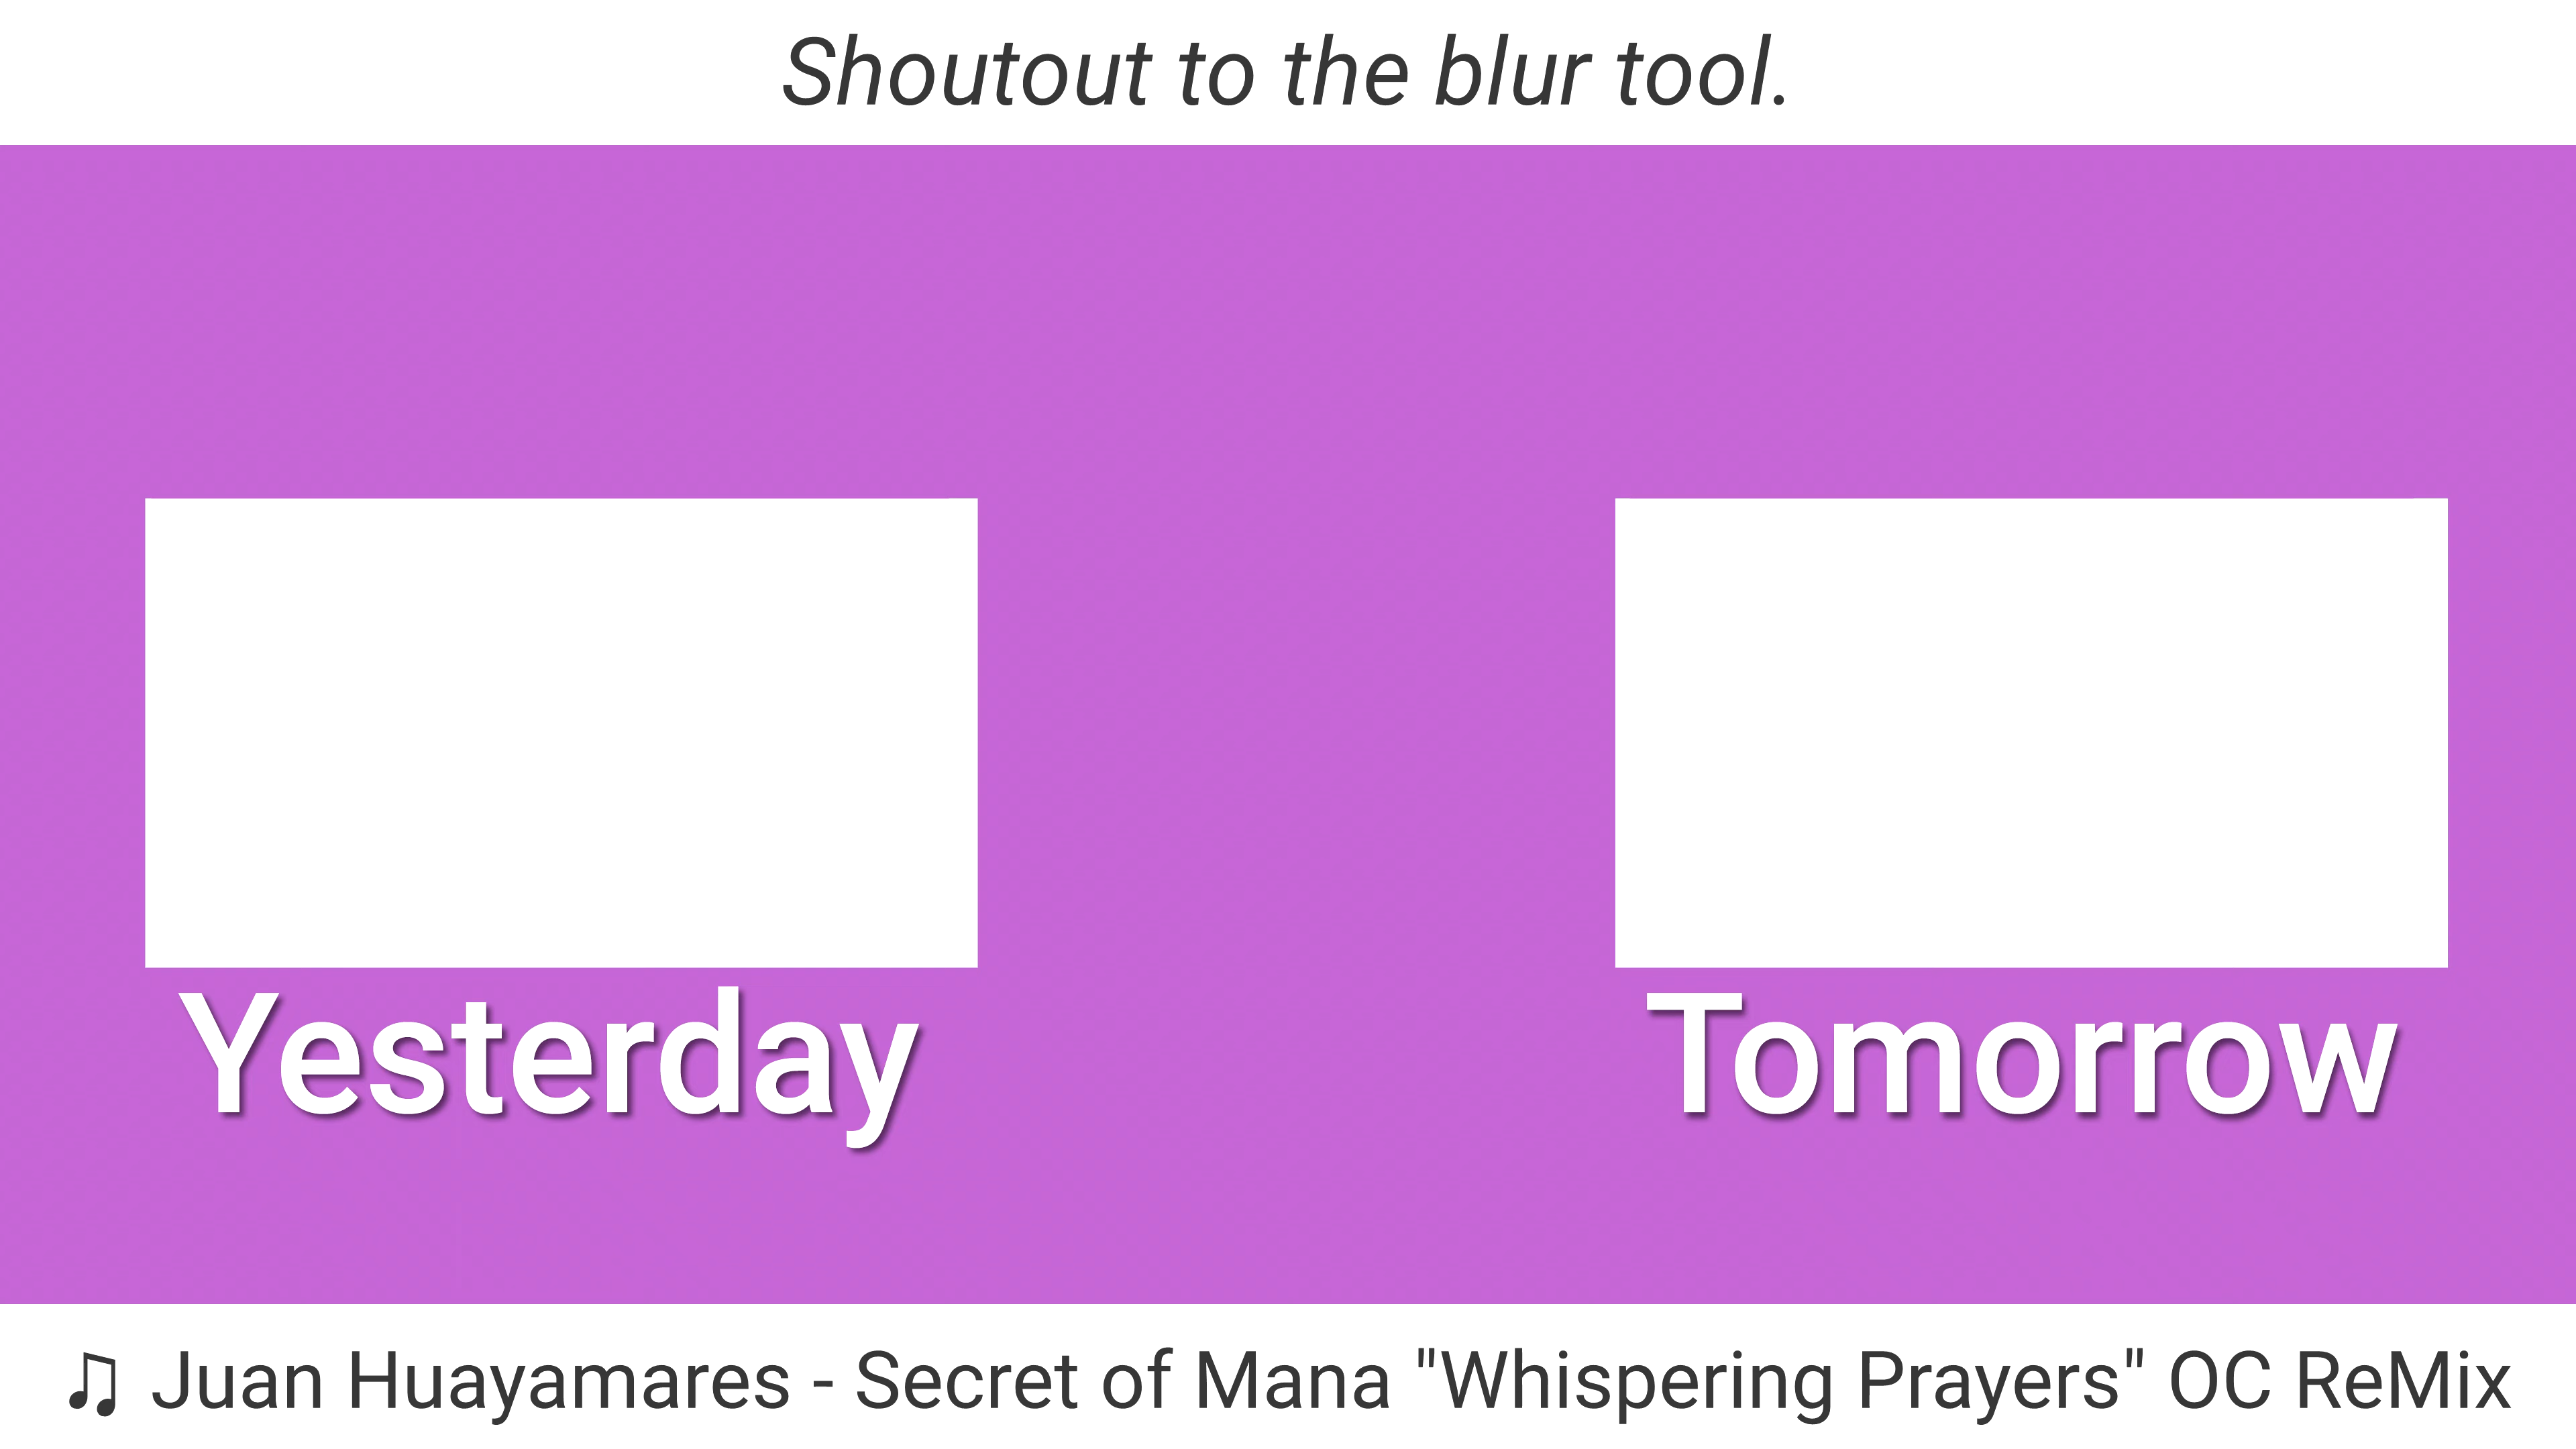 Shoutout to the blur tool.
Yesterday
Tomorrow
♫ Juan Huayamares - Secret of Mana "Whispering Prayers" OC ReMix